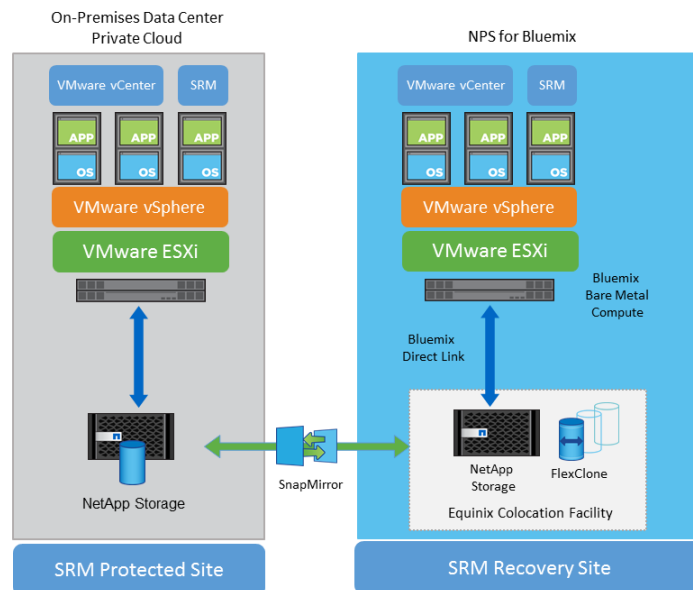 On-Premises Data Center
Private Cloud
VMware vCenter
SRM
APP
APP
APP
OS
OS
OS
VMware vSphere
VMware ESXi
NetApp Storage
SRM Protected Site
SnapMirror
NPS for Bluemix
VMware vCenter
SRM
APP
APP
APP
OS
OS
OS
VMware vSphere
VMware ESXi
Bluemix
Bare Metal
Compute
Bluemix
Direct Link
NetApp
Storage
FlexClone
Equinix Colocation Facility
SRM Recovery Site